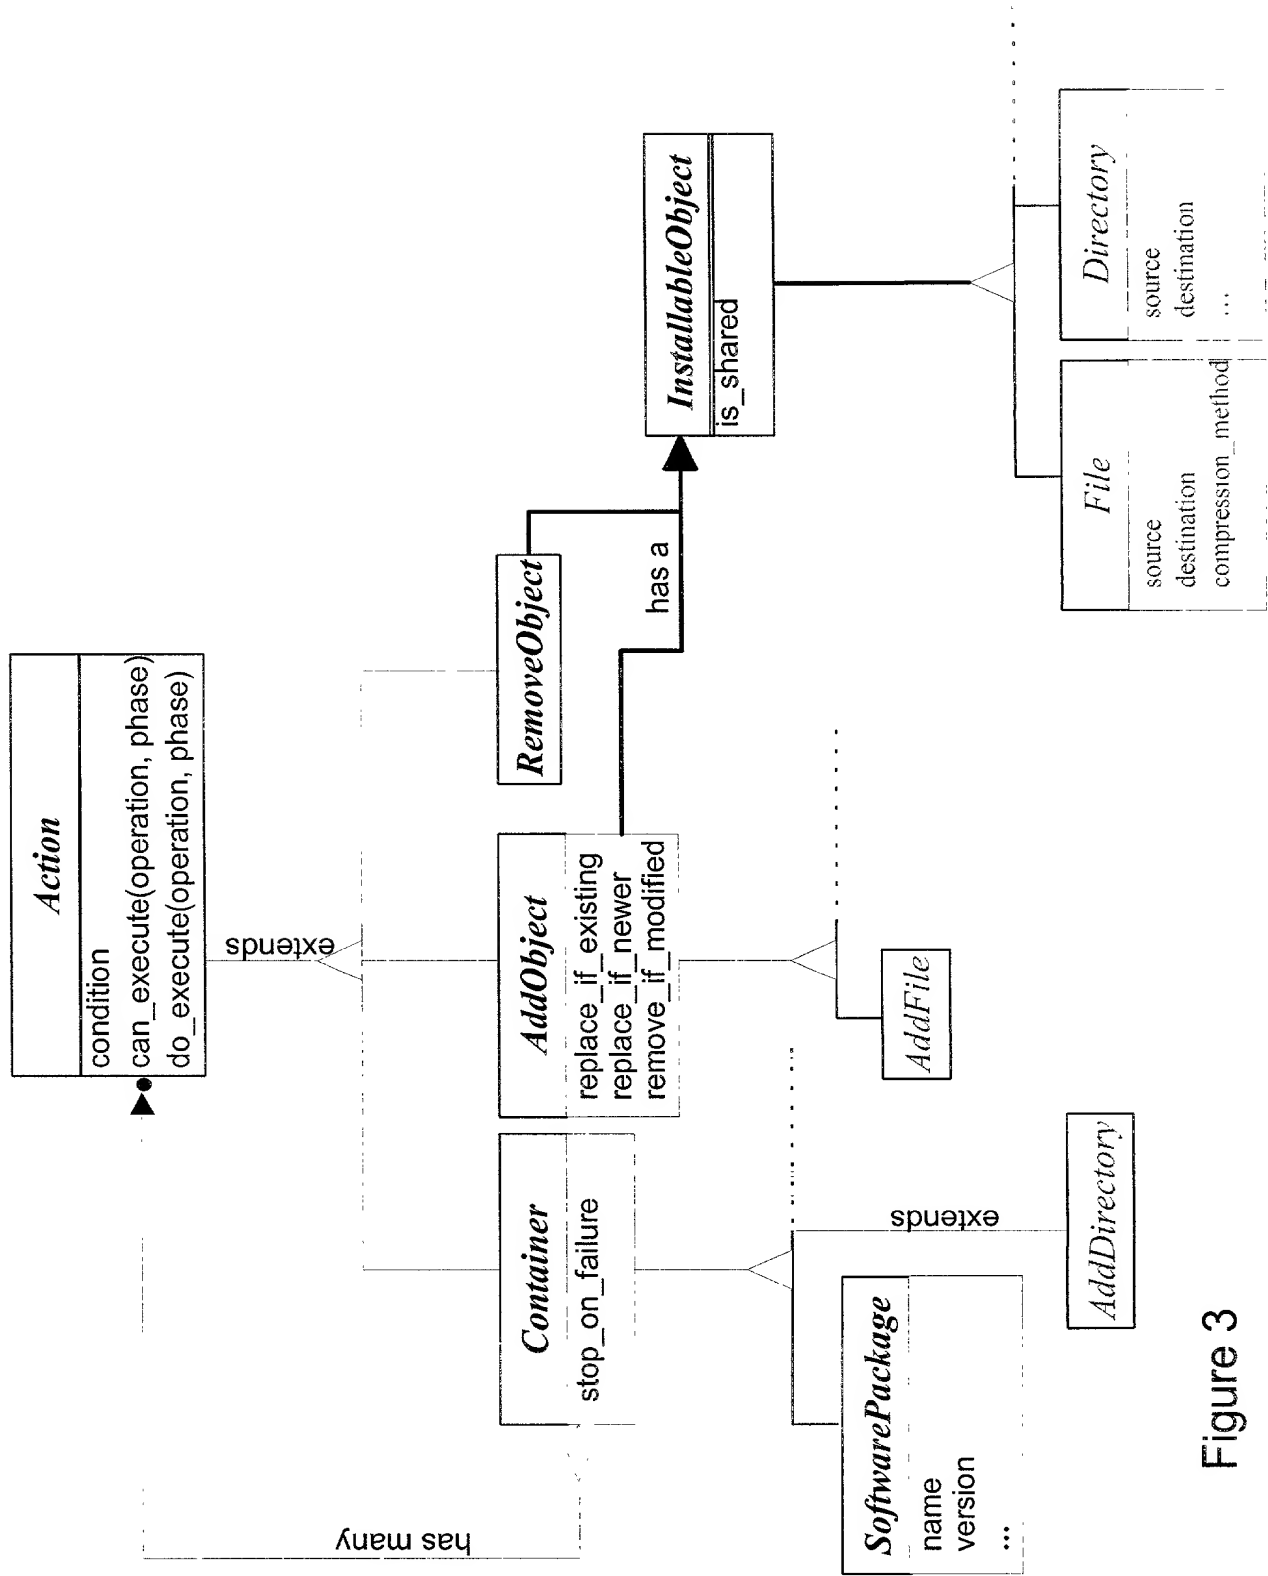 Action
condition
can_execute(operation, phase)
do_execute(operation, phase)
has many
extends
Container
stop_on_failure
AddObject
replace_if_existing
replace_if_newer
remove_if_modified
RemoveObject
has a
InstallableObject
is_shared
SoftwarePackage
name
version
...
extends
AddDirectory
AddFile
File
source
destination
compression_method
Directory
source
destination
...
Figure 3